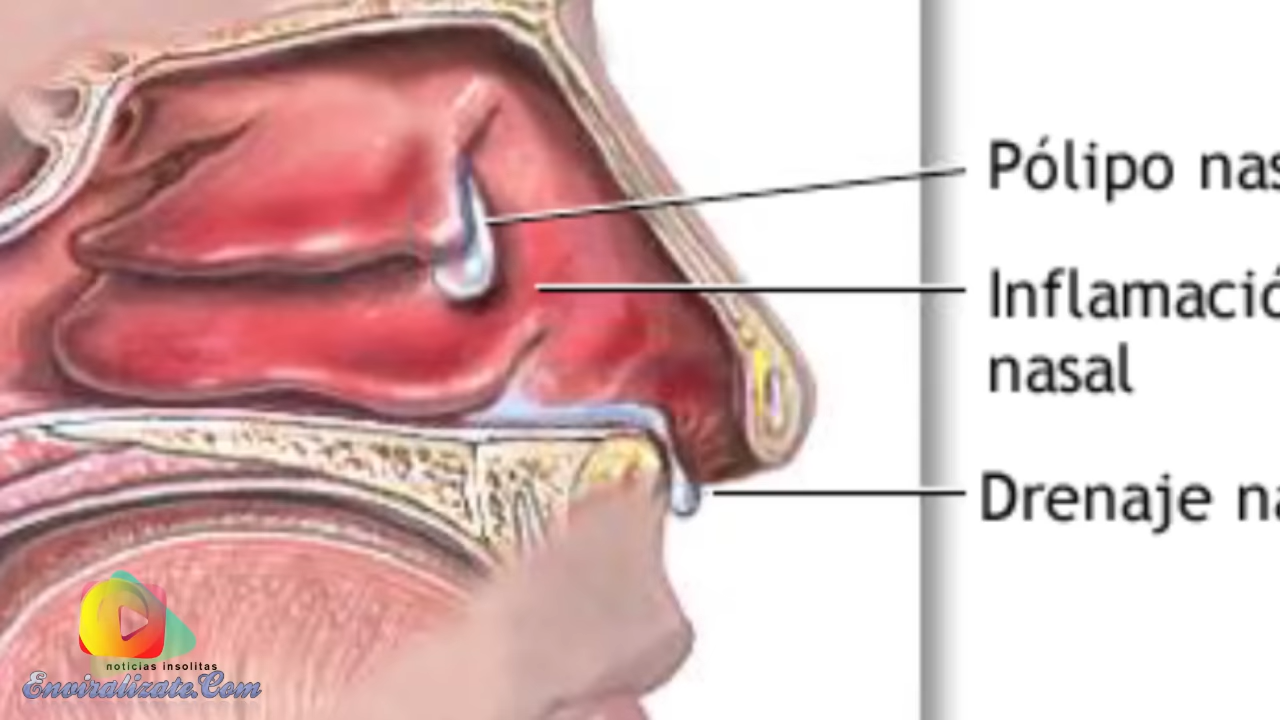 Pólipo nas
Inflamació
nasal
Drenaje na
noticias insolitas
Enviralizate.Com